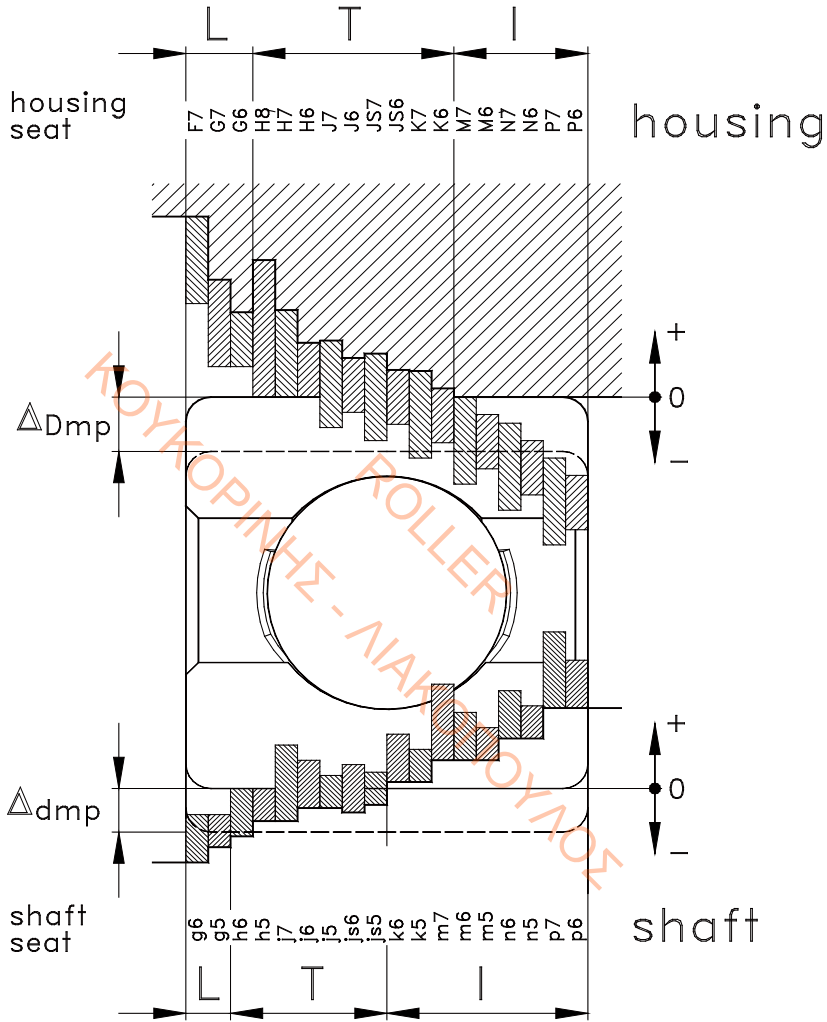 L T I
housing
seat
F7 G7 G6 H8 H7 H6 J7 J6 JS7 JS6 K7 K6 M7 M6 N7 N6 P7 P6
housing
+
0
−
ΔDmp
ΚΟΥΚΟΡΙΝΗΣ - ΛΙΑΚΟΠΟΥΛΟΣ
ROLLER
+
0
−
Δdmp
shaft
seat
g6 g5 h6 h5 j7 j6 j5 js6 js5 k6 k5 m7 m6 m5 n6 n5 p7 p6
shaft
L T I